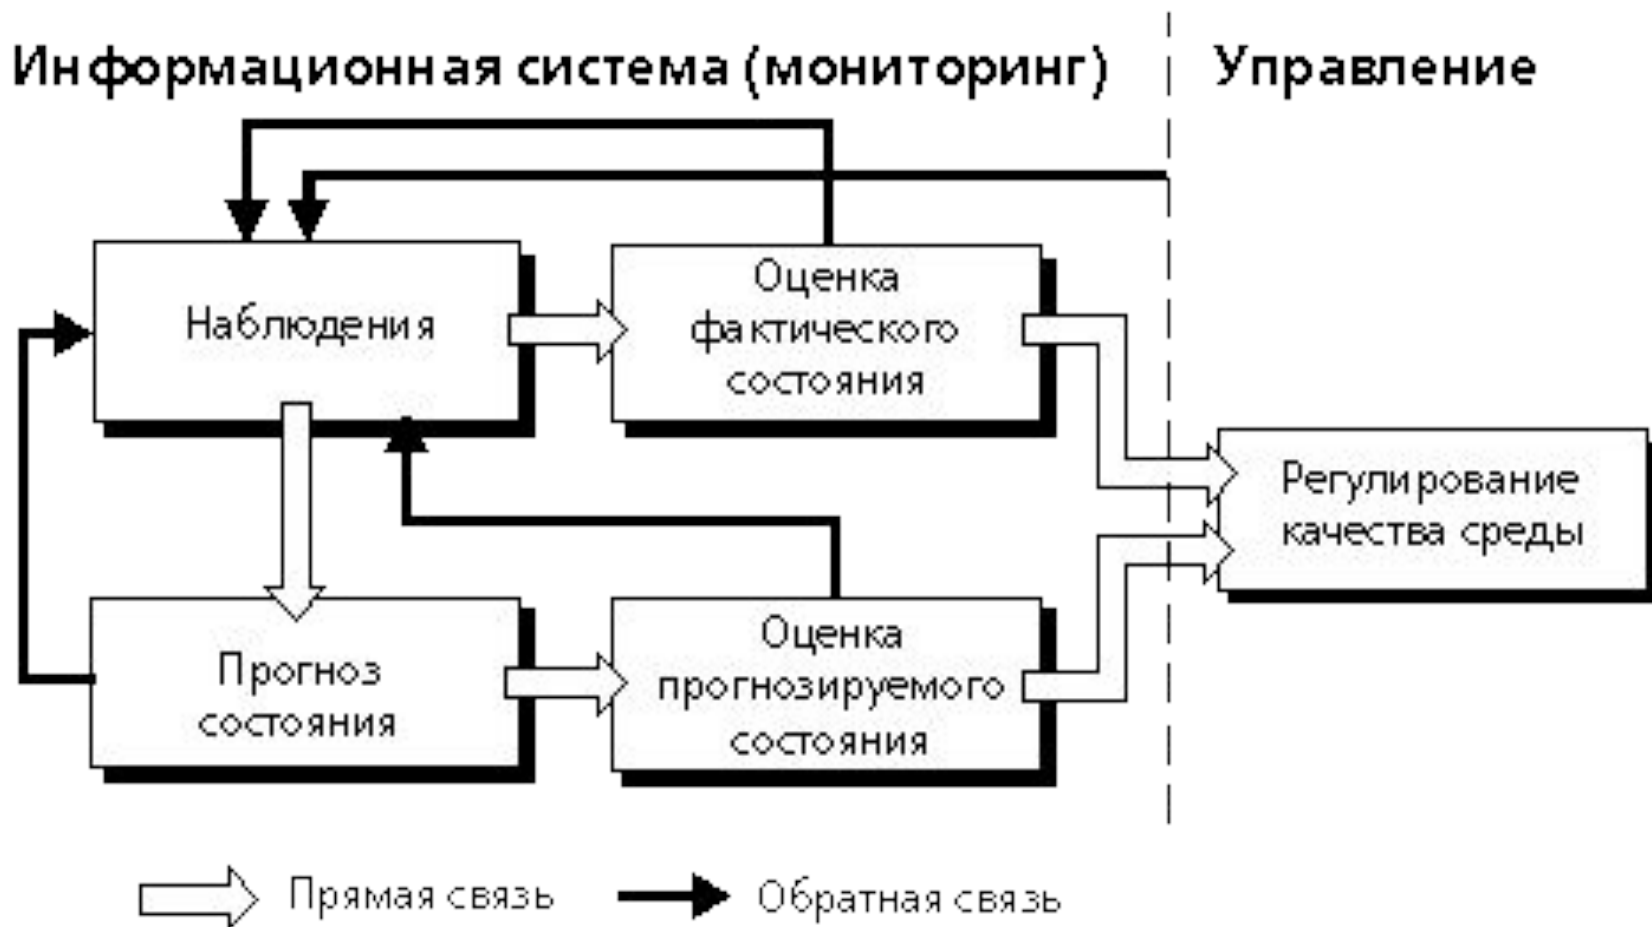 Информационная система (мониторинг)
Управление
Наблюдения
Оценка
фактического
состояния
Регулирование
качества среды
Прогноз
состояния
Оценка
прогнозируемого
состояния
Прямая связь
Обратная связь